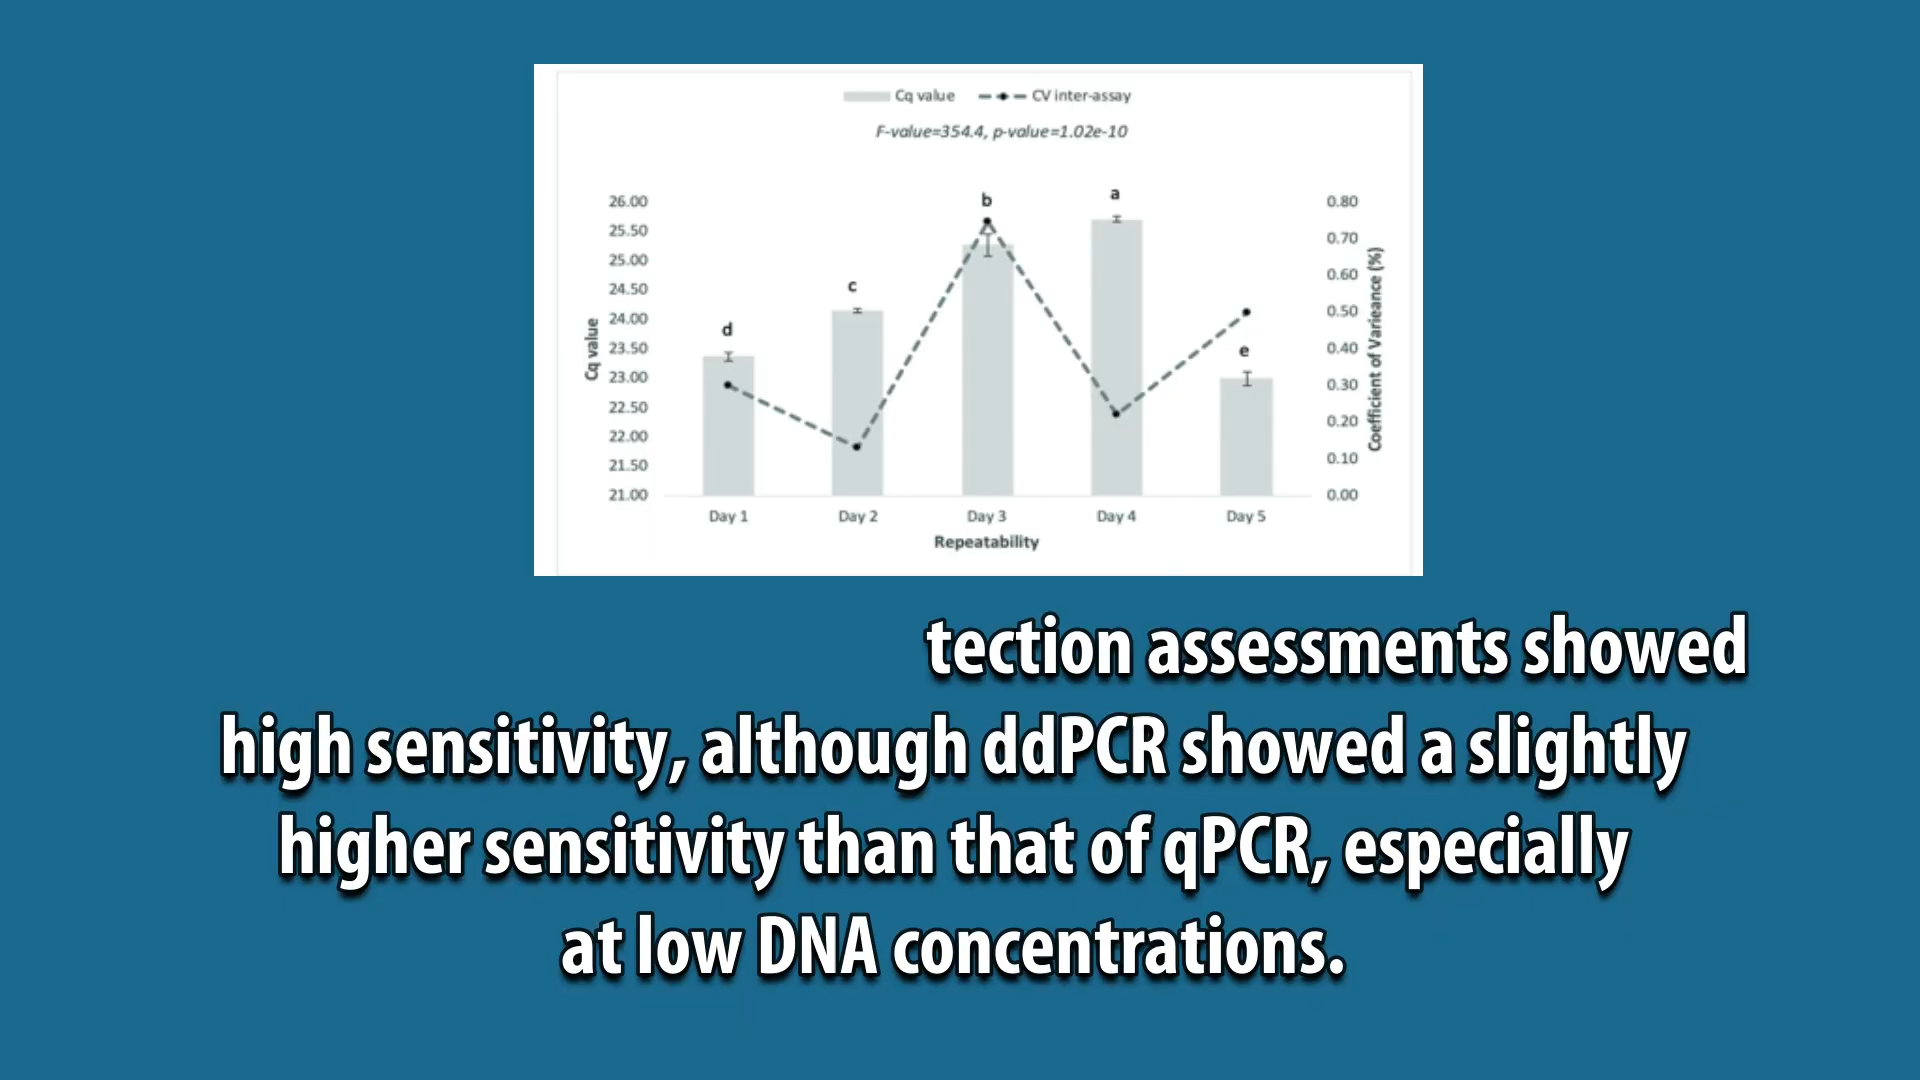 Cq value CV inter-assay
F-value=354.4, p-value=1.02e-10
Cq value
26.00
25.50
25.00
24.50
24.00
23.50
23.00
22.50
22.00
21.50
21.00
d
c
b
a
e
0.80
0.70
0.60
0.50
0.40
0.30
0.20
0.10
0.00
Coefficient of Varieance (%)
Day 1 Day 2 Day 3 Day 4 Day 5
Repeatability
tection assessments showed
high sensitivity, although ddPCR showed a slightly
higher sensitivity than that of qPCR, especially
at low DNA concentrations.